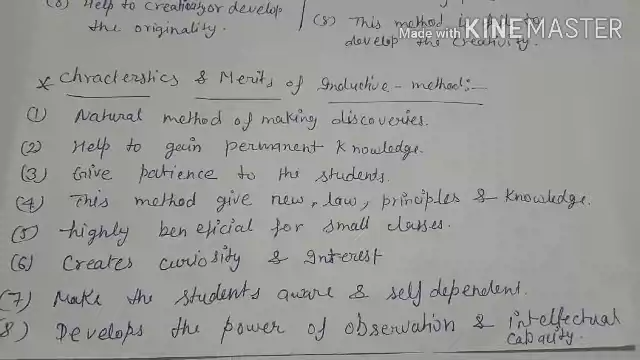 (6) Help to creationy or develop
the originality.
(8) This method is to
develop the creativity.
Made with KINEMASTER
* Chracterstics & Merits of Inductive - method:-
(1) Natural method of making discoveries.
(2) Help to gain permanent knowledge.
(3) Give patience to the students.
(4) This method give new, law, principles & knowledge.
(5) highly beneficial for small classes.
(6) Creates curiosity & Interest
(7) Make the students aware & self dependent.
(8) Develops the power of observation & intellectual
capacity.